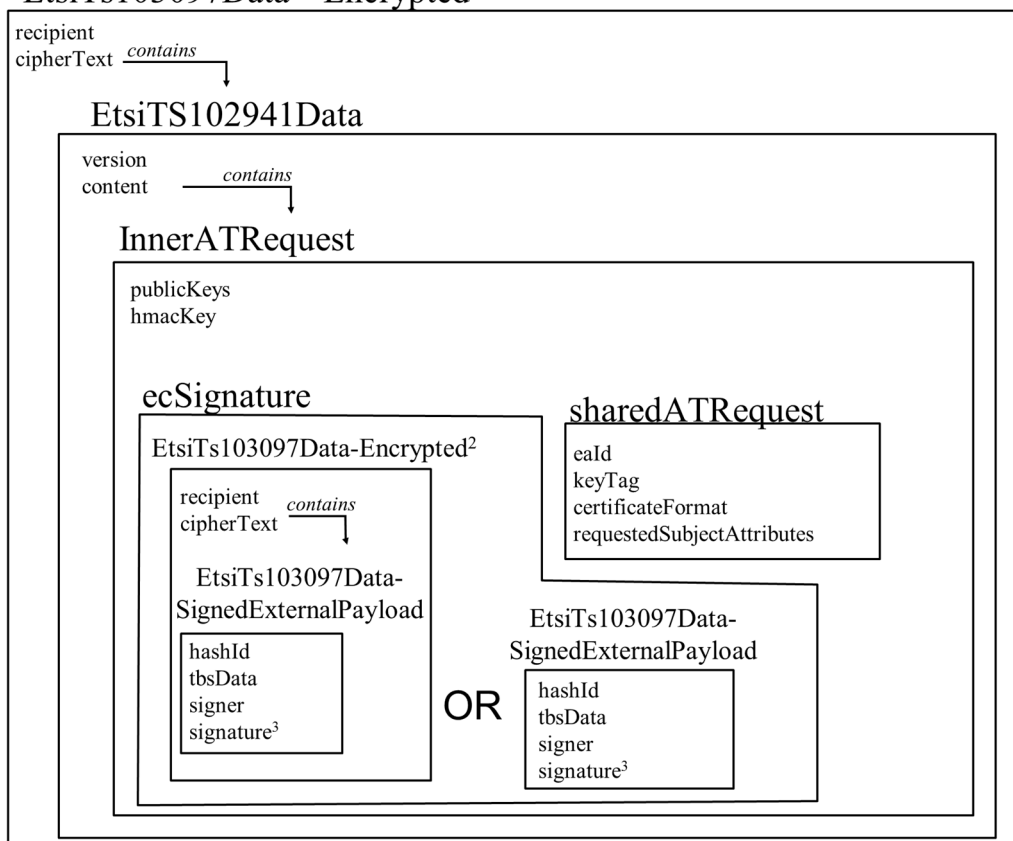 recipient
cipherText contains
EtsiTS102941Data
version
content contains
InnerATRequest
publicKeys
hmacKey
ecSignature
EtsiTs103097Data-Encrypted²
recipient
cipherText contains
EtsiTs103097Data-
SignedExternalPayload
hashId
tbsData
signer
signature³
OR
EtsiTs103097Data-
SignedExternalPayload
hashId
tbsData
signer
signature³
sharedATRequest
eaId
keyTag
certificateFormat
requestedSubjectAttributes